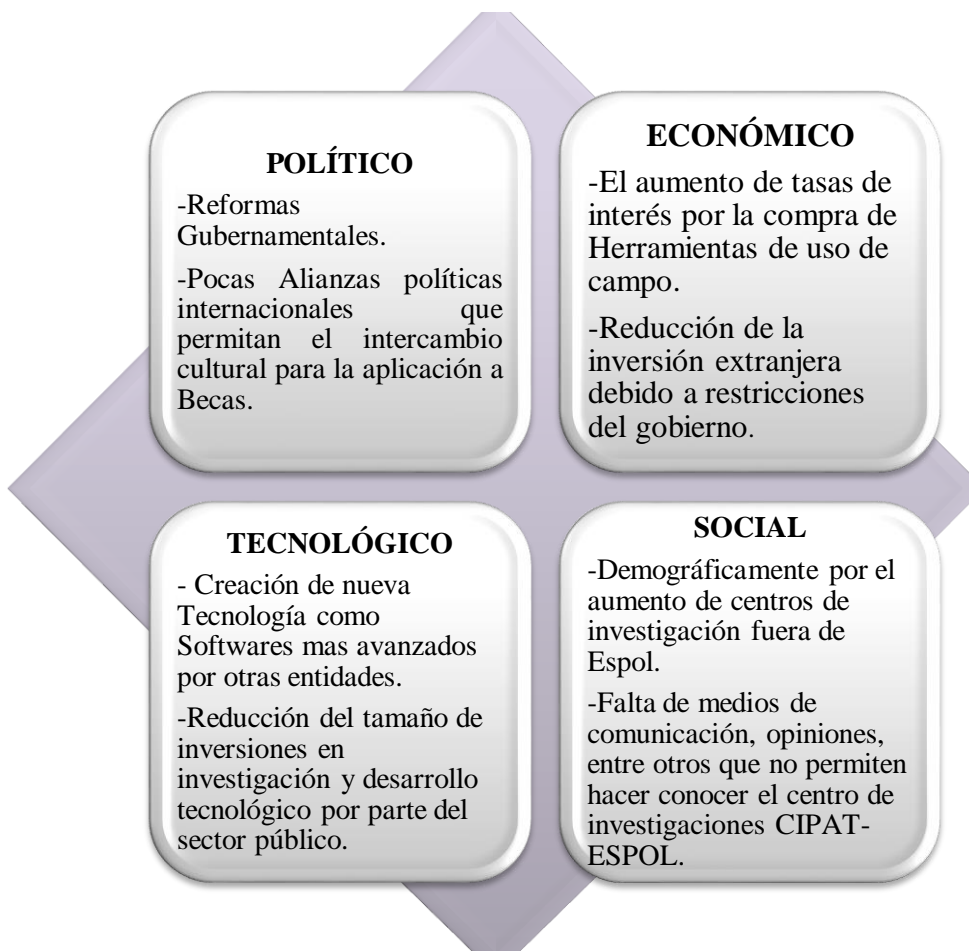 POLÍTICO
-Reformas
Gubernamentales.
-Pocas Alianzas políticas
internacionales que
permitan el intercambio
cultural para la aplicación a
Becas.
ECONÓMICO
-El aumento de tasas de
interés por la compra de
Herramientas de uso de
campo.
-Reducción de la
inversión extranjera
debido a restricciones
del gobierno.
TECNOLÓGICO
- Creación de nueva
Tecnología como
Softwares mas avanzados
por otras entidades.
-Reducción del tamaño de
inversiones en
investigación y desarrollo
tecnológico por parte del
sector público.
SOCIAL
-Demográficamente por el
aumento de centros de
investigación fuera de
Espol.
-Falta de medios de
comunicación, opiniones,
entre otros que no permiten
hacer conocer el centro de
investigaciones CIPAT-
ESPOL.